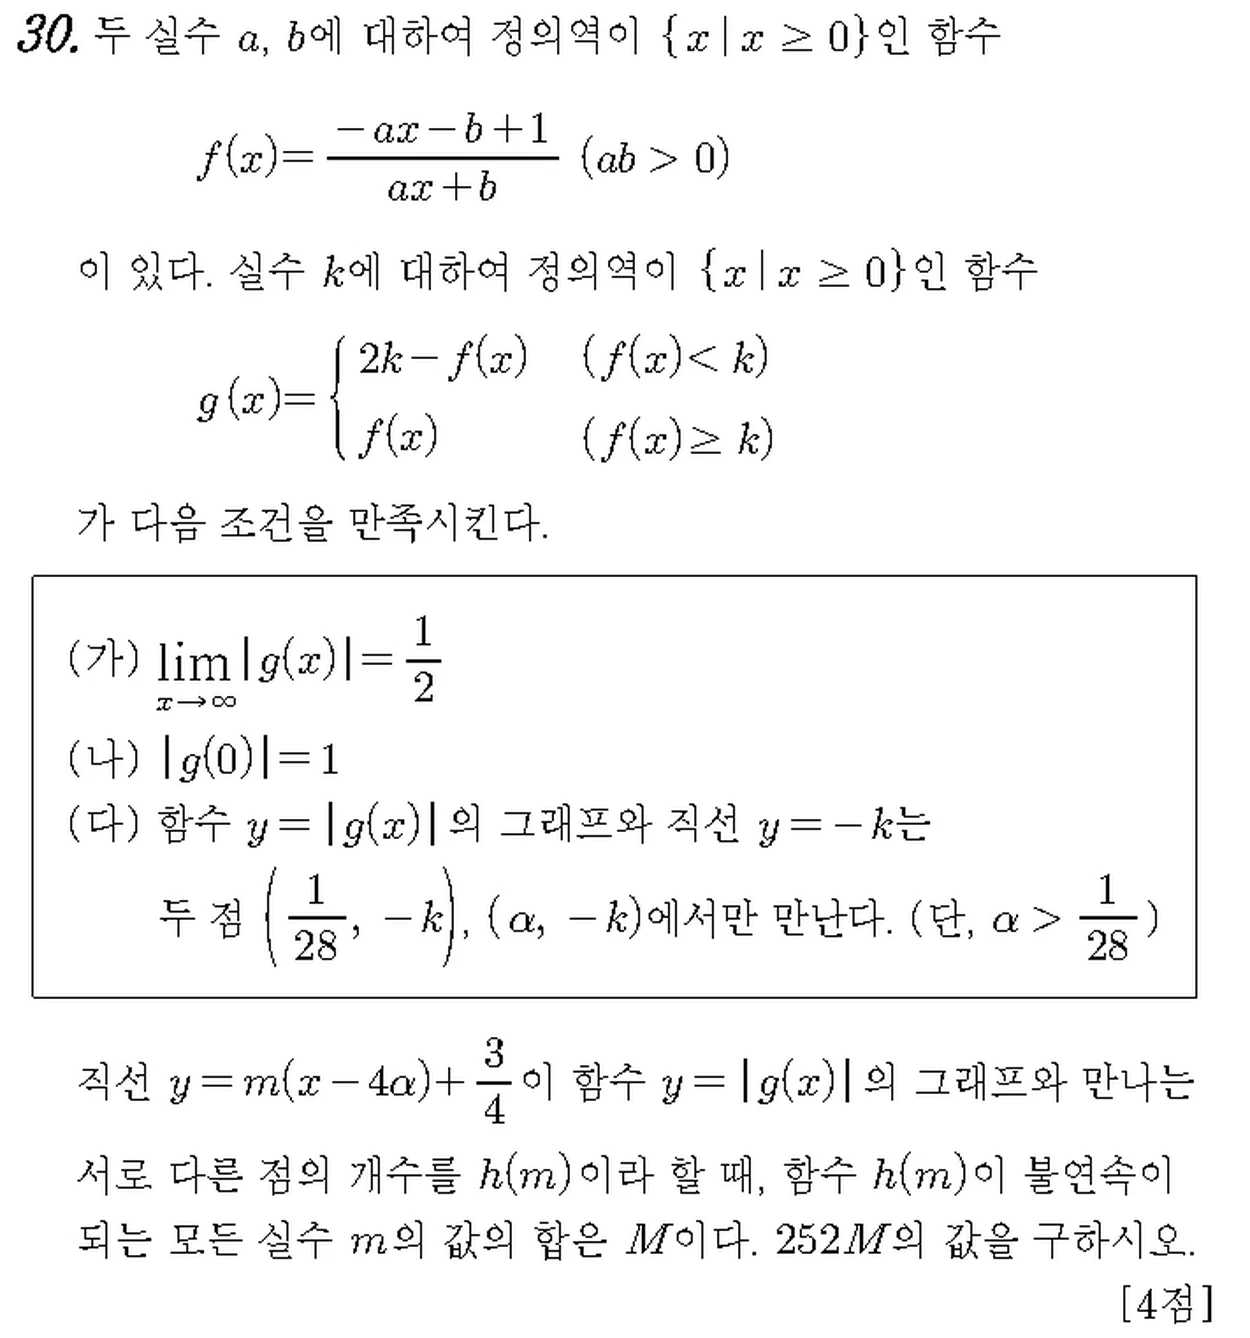 30. 두 실수 a, b에 대하여 정의역이 {x | x ≥ 0}인 함수
f(x) = (−ax−b+1)/(ax+b) (ab > 0)
이 있다. 실수 k에 대하여 정의역이 {x | x ≥ 0}인 함수
g(x) = { 2k−f(x) (f(x) < k)
f(x) (f(x) ≥ k)
가 다음 조건을 만족시킨다.
(가) lim x→∞ |g(x)| = 1/2
(나) |g(0)| = 1
(다) 함수 y = |g(x)|의 그래프와 직선 y = −k는
두 점 (1/28, −k), (α, −k)에서만 만난다. (단, α > 1/28)
직선 y = m(x−4α)+3/4이 함수 y = |g(x)|의 그래프와 만나는
서로 다른 점의 개수를 h(m)이라 할 때, 함수 h(m)이 불연속이
되는 모든 실수 m의 값의 합은 M이다. 252M의 값을 구하시오.
[4점]